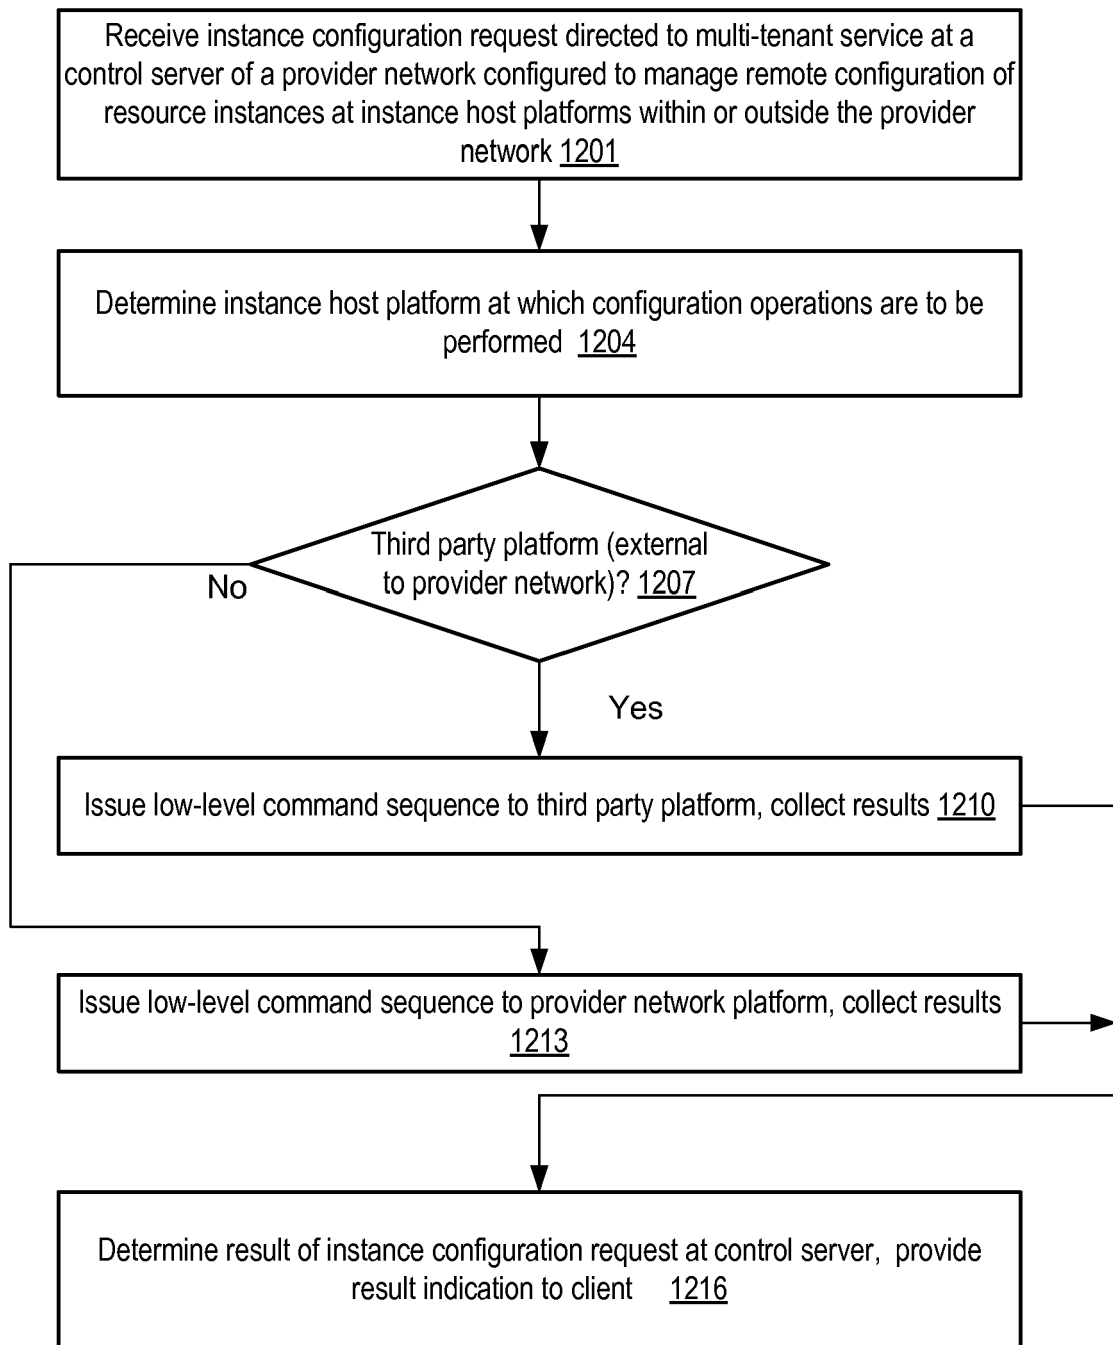 Receive instance configuration request directed to multi-tenant service at a
control server of a provider network configured to manage remote configuration of
resource instances at instance host platforms within or outside the provider
network 1201
Determine instance host platform at which configuration operations are to be
performed 1204
Third party platform (external
to provider network)? 1207
No
Yes
Issue low-level command sequence to third party platform, collect results 1210
Issue low-level command sequence to provider network platform, collect results
1213
Determine result of instance configuration request at control server, provide
result indication to client 1216